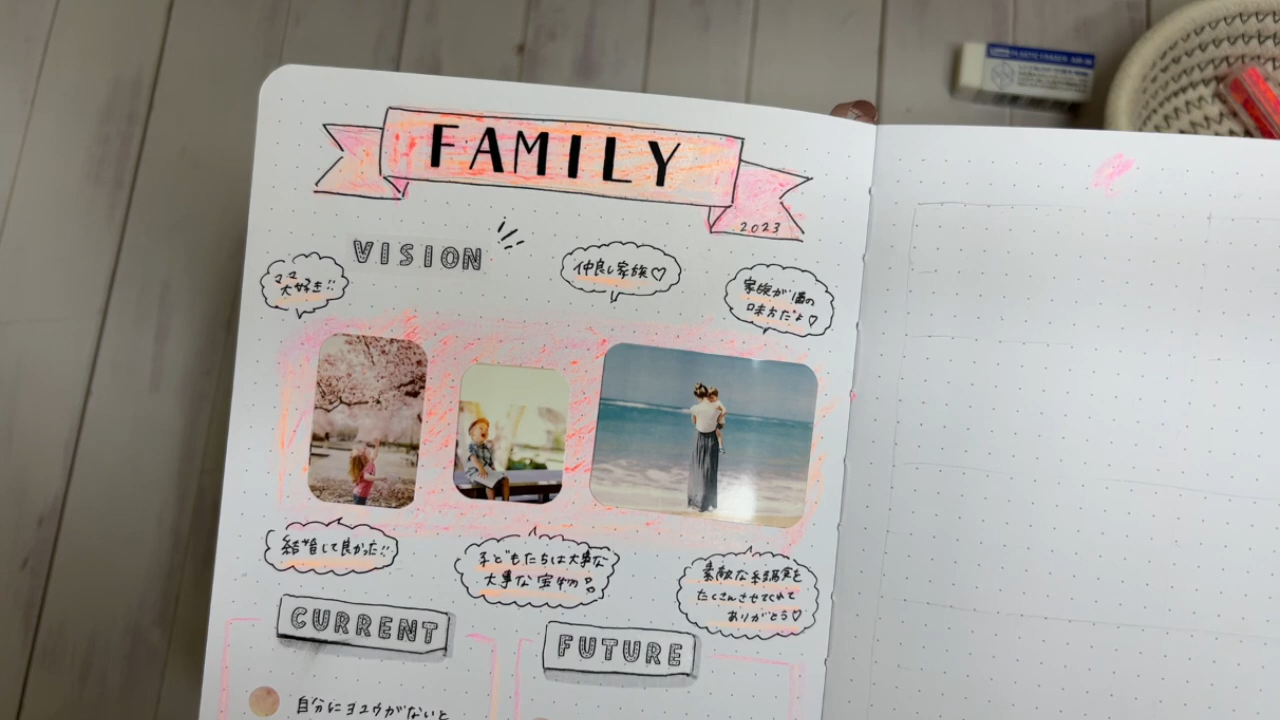 FAMILY
2023
VISION
ママ
大好き!!
仲良し家族♡
家族が1番の
味方だよ♡
結婚して良かった!!
子どもたちは大事な
大事な宝物
素敵な経験を
たくさんさせてくれて
ありがとう♡
CURRENT
FUTURE
自分にヨユウがないと